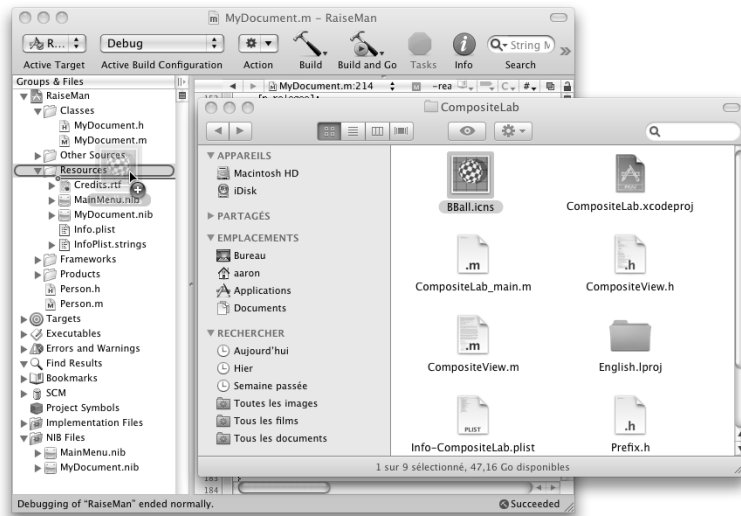 MyDocument.m – RaiseMan
R...
Debug
String M
Active Target
Active Build Configuration
Action
Build
Build and Go
Tasks
Info
Search
Groups & Files
RaiseMan
Classes
MyDocument.h
MyDocument.m
Other Sources
Resources
Credits.rtf
MainMenu.nib
MyDocument.nib
Info.plist
InfoPlist.strings
Frameworks
Products
Person.h
Person.m
Targets
Executables
Errors and Warnings
Find Results
Bookmarks
SCM
Project Symbols
Implementation Files
NIB Files
MainMenu.nib
MyDocument.nib
MyDocument.m:214
-rea
C
#
CompositeLab
APPAREILS
Macintosh HD
iDisk
PARTAGÉS
EMPLACEMENTS
Bureau
aaron
Applications
Documents
RECHERCHER
Aujourd'hui
Hier
Semaine passée
Toutes les images
Tous les films
Tous les documents
BBall.icns
CompositeLab.xcodeproj
.m
CompositeLab_main.m
.h
CompositeView.h
.m
CompositeView.m
English.lproj
PLIST
Info-CompositeLab.plist
.h
Prefix.h
1 sur 9 sélectionné, 47,16 Go disponibles
183
184
Debugging of "RaiseMan" ended normally.
Succeeded